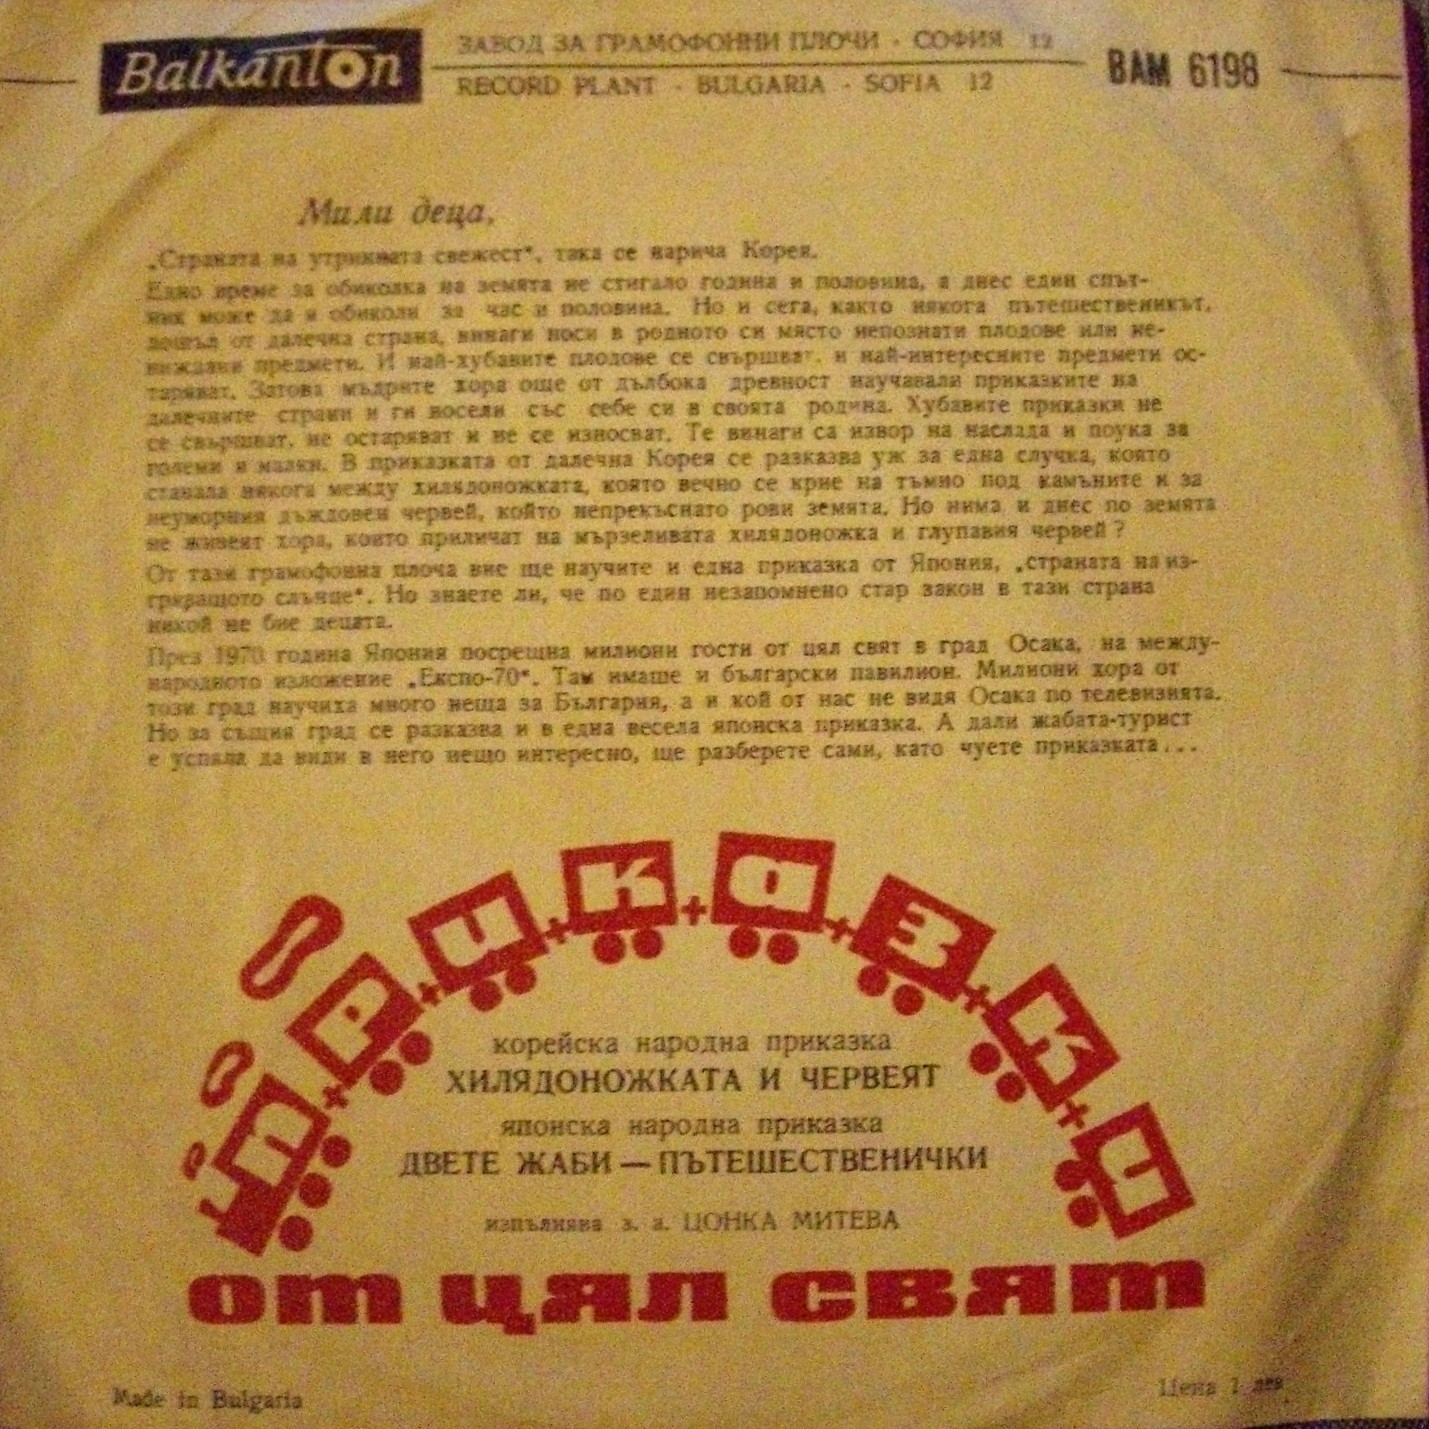 Balkanton
ЗАВОД ЗА ГРАМОФОННИ ПЛОЧИ · СОФИЯ 12
RECORD PLANT · BULGARIA · SOFIA 12
ВАМ 6198
Мили деца,
„Страната на утринната свежест“, така се нарича Корея.
Едно време за обиколка на земята не стигало година и половина, а днес един спът-
ник може да я обиколи за час и половина. Но и сега, както някога пътешественикът,
дошъл от далечна страна, винаги носи в родното си място непознати плодове или не-
виждани предмети. И най-хубавите плодове се свършват, и най-интересните предмети ос-
таряват. Затова мъдрите хора още от дълбока древност научавали приказките на
далечните страни и ги носели със себе си в своята родина. Хубавите приказки не
се свършват, не остаряват и не се износват. Те винаги са извор на наслада и поука за
големи и малки. В приказката от далечна Корея се разказва уж за една случка, която
станала някога между хилядоножката, която вечно се крие на тъмно под камъните и за
неуморния дъждовен червей, който непрекъснато рови земята. Но нима и днес по земята
не живеят хора, които приличат на мързеливата хилядоножка и глупавия червей?
От тази грамофонна плоча вие ще научите и една приказка от Япония, „страната на из-
гряващото слънце“. Но знаете ли, че по един незапомнено стар закон в тази страна
никой не бие децата.
През 1970 година Япония посрещна милиони гости от цял свят в град Осака, на между-
народното изложение „Експо-70“. Там имаше и български павилион. Милиони хора от
този град научиха много неща за България, а и кой от нас не видя Осака по телевизията.
Но за същия град се разказва и в една весела японска приказка. А дали жабата-турист
е успяла да види в него нещо интересно, ще разберете сами, като чуете приказката...
ПРИКАЗКИ
корейска народна приказка
ХИЛЯДОНОЖКАТА И ЧЕРВЕЯТ
японска народна приказка
ДВЕТЕ ЖАБИ — ПЪТЕШЕСТВЕНИЧКИ
изпълнява з. а. ЦОНКА МИТЕВА
от цял свят
Made in Bulgaria
Цена 1 лев